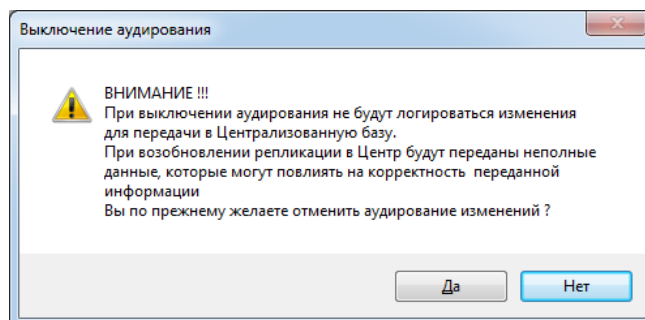 Выключение аудирования
ВНИМАНИЕ !!!
При выключении аудирования не будут логироваться изменения
для передачи в Централизованную базу.
При возобновлении репликации в Центр будут переданы неполные
данные, которые могут повлиять на корректность  переданной
информации
Вы по прежнему желаете отменить аудирование изменений ?
Да
Нет